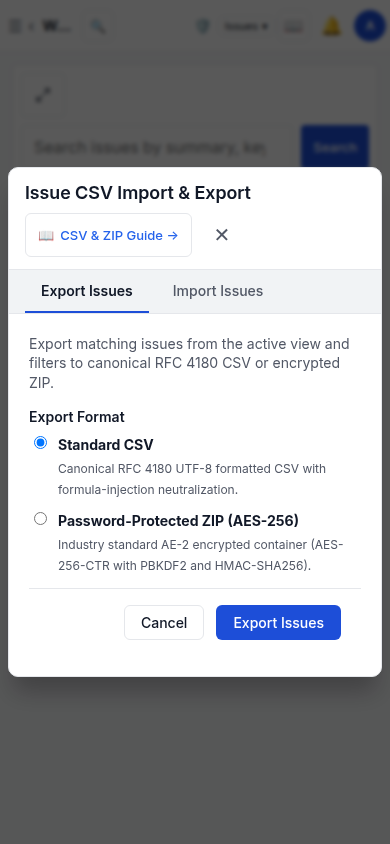 W...
Issues
A
Search issues by summary, key,
Search
Issue CSV Import & Export
CSV & ZIP Guide →
Export Issues
Import Issues
Export matching issues from the active view and
filters to canonical RFC 4180 CSV or encrypted
ZIP.
Export Format
Standard CSV
Canonical RFC 4180 UTF-8 formatted CSV with
formula-injection neutralization.
Password-Protected ZIP (AES-256)
Industry standard AE-2 encrypted container (AES-
256-CTR with PBKDF2 and HMAC-SHA256).
Cancel
Export Issues